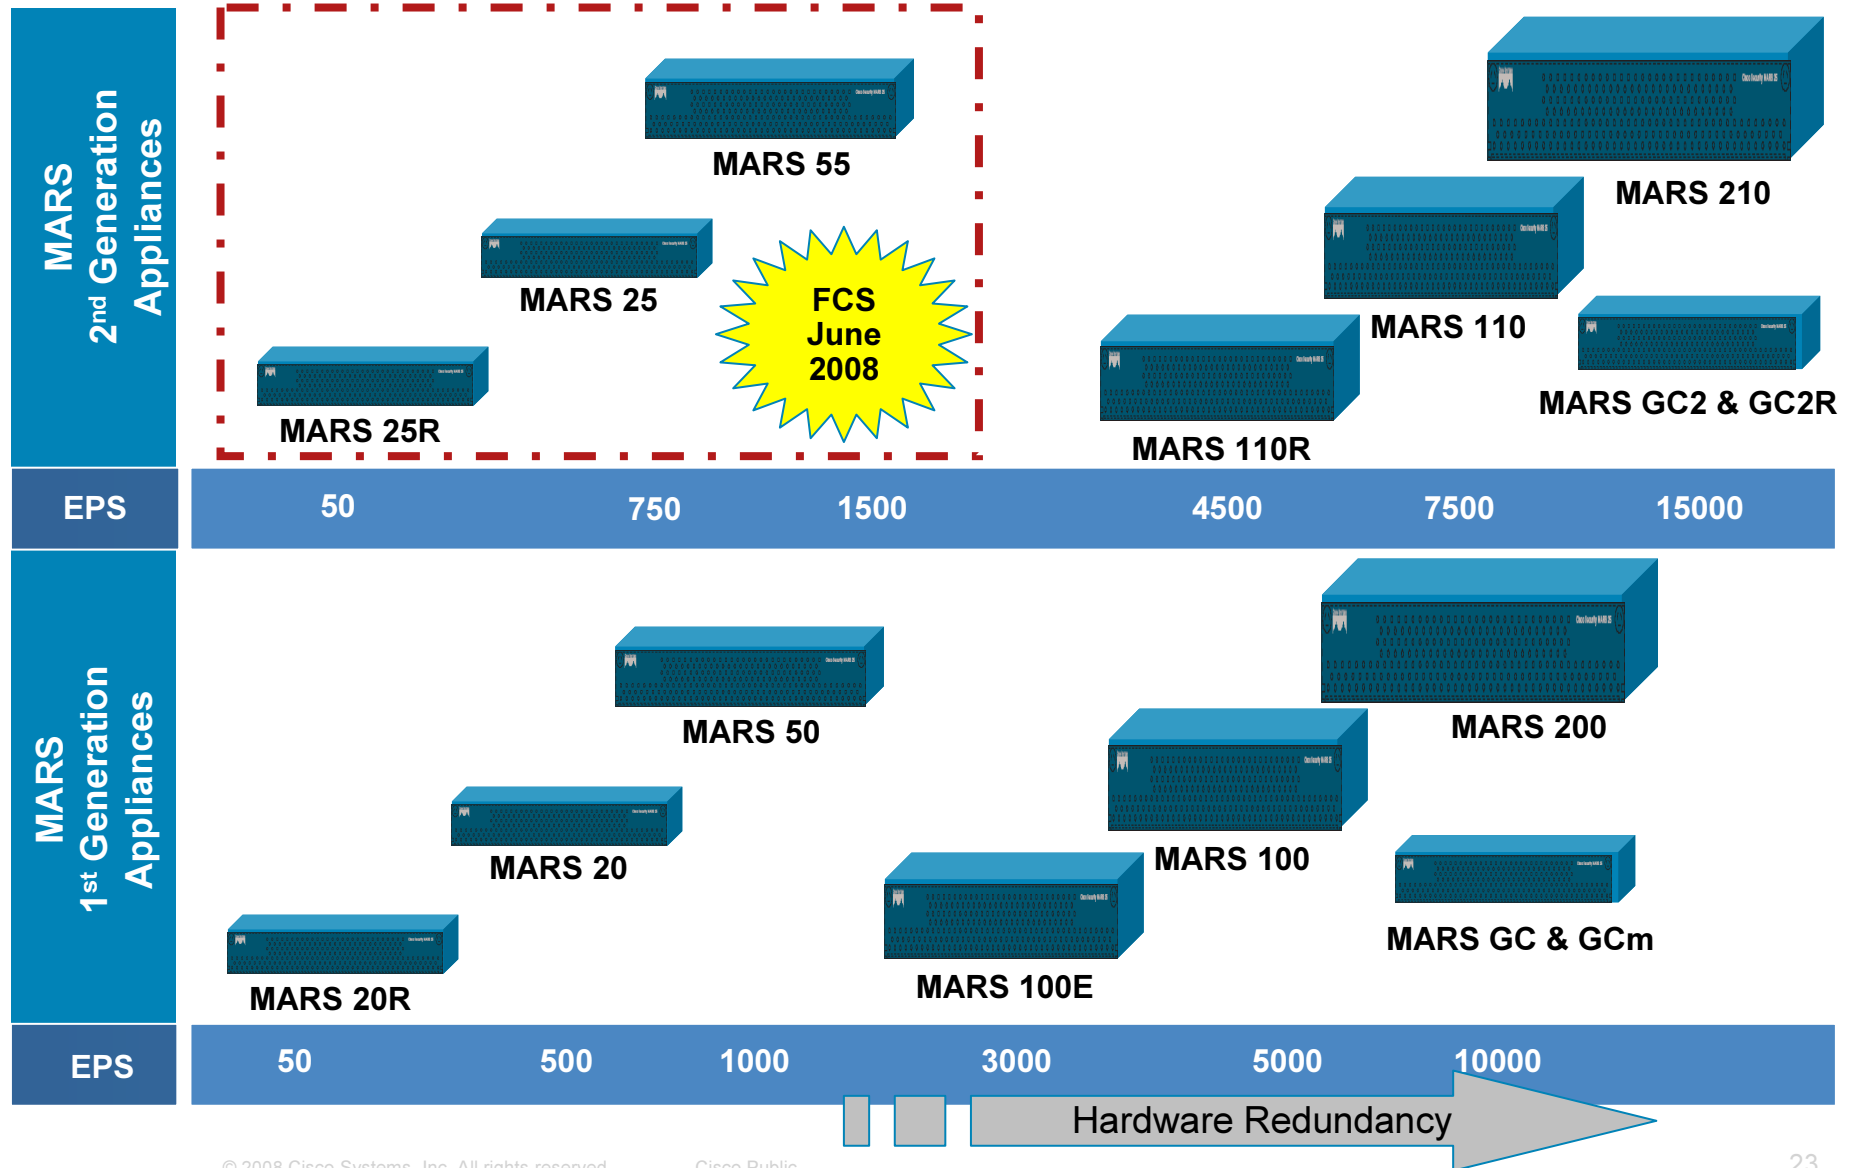 MARS
2nd Generation
Appliances
MARS 55
MARS 25
MARS 25R
FCS
June
2008
MARS 210
MARS 110
MARS 110R
MARS GC2 & GC2R
EPS
50
750
1500
4500
7500
15000
MARS
1st Generation
Appliances
MARS 50
MARS 20
MARS 20R
MARS 200
MARS 100
MARS 100E
MARS GC & GCm
EPS
50
500
1000
3000
5000
10000
Hardware Redundancy
© 2008 Cisco Systems, Inc. All rights reserved.
Cisco Public
23